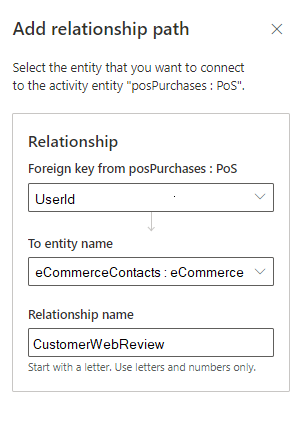 Add relationship path
Select the entity that you want to connect
to the activity entity "posPurchases : PoS".
Relationship
Foreign key from posPurchases : PoS
UserId
To entity name
eCommerceContacts : eCommerce
Relationship name
CustomerWebReview
Start with a letter. Use letters and numbers only.